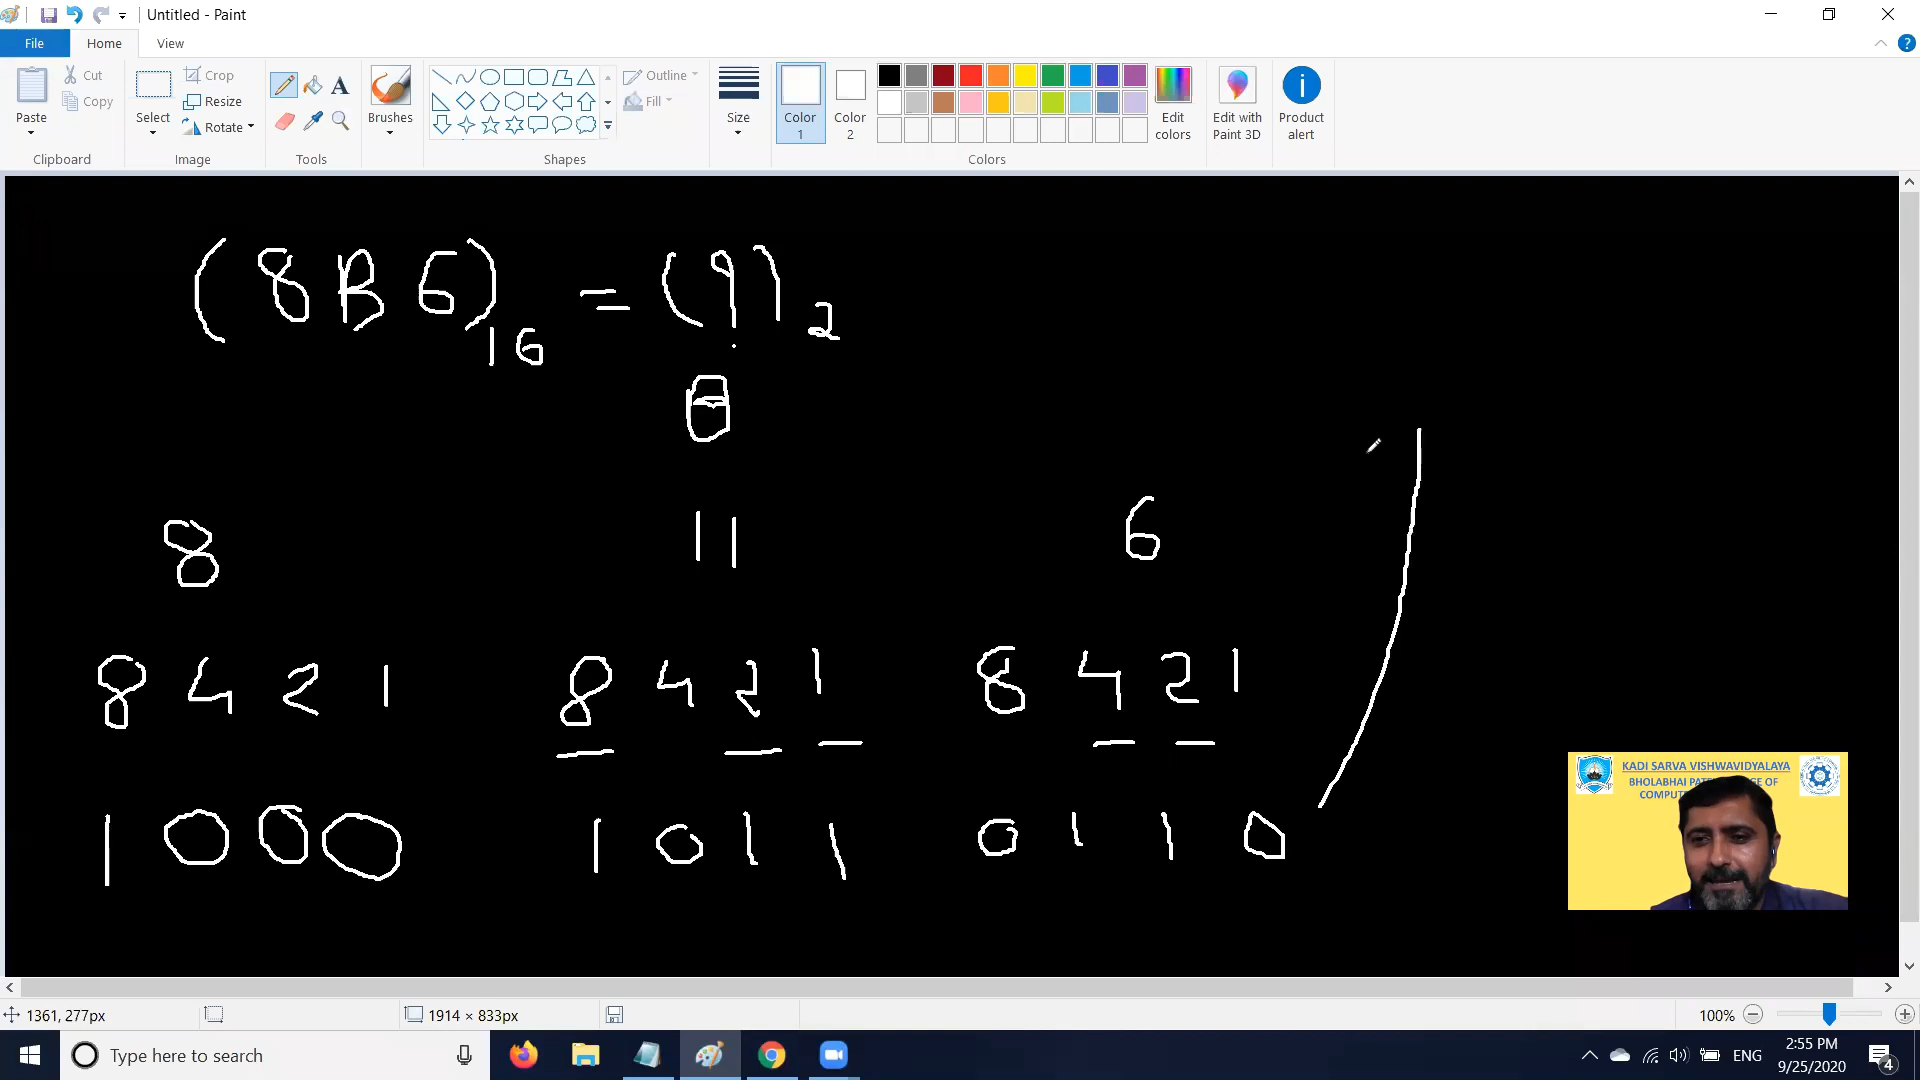 Untitled - Paint
File Home View
Cut
Copy
Paste
Clipboard
Crop
Resize
Rotate
Select
Image
Tools
Brushes
Outline
Fill
Shapes
Size
Color 1
Color 2
Edit colors
Colors
Edit with Paint 3D
Product alert
(8B6)16 = (?)2
8 11 6
8 4 2 1 8 4 2 1 8 4 2 1
1 0 0 0 1 0 1 1 0 1 1 0
KADI SARVA VISHWAVIDYALAYA
BHOLABHAI OF
1361, 277px 1914 × 833px 100%
Type here to search
ENG
2:55 PM
9/25/2020
4